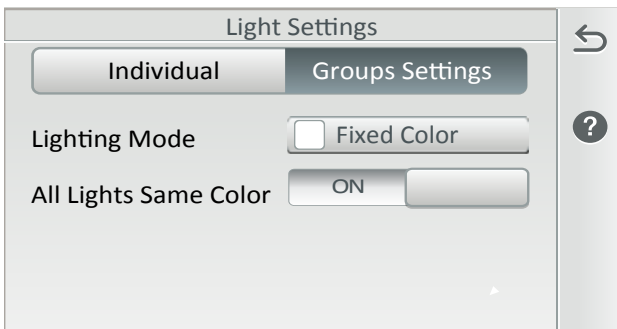 Light Settings
Individual
Groups Settings
Lighting Mode
Fixed Color
All Lights Same Color
ON
?